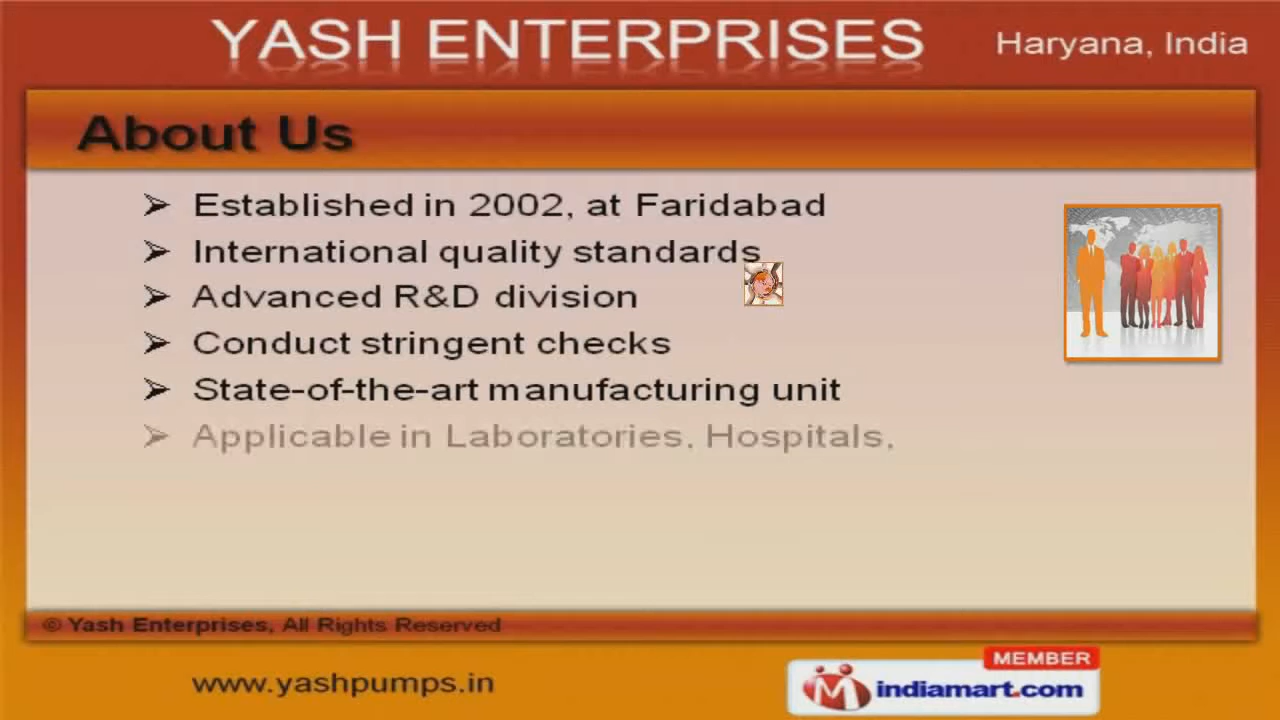 YASH ENTERPRISES
Haryana, India
About Us
➢ Established in 2002, at Faridabad
➢ International quality standards
➢ Advanced R&D division
➢ Conduct stringent checks
➢ State-of-the-art manufacturing unit
➢ Applicable in Laboratories, Hospitals,
© Yash Enterprises, All Rights Reserved
www.yashpumps.in
MEMBER
indiamart.com